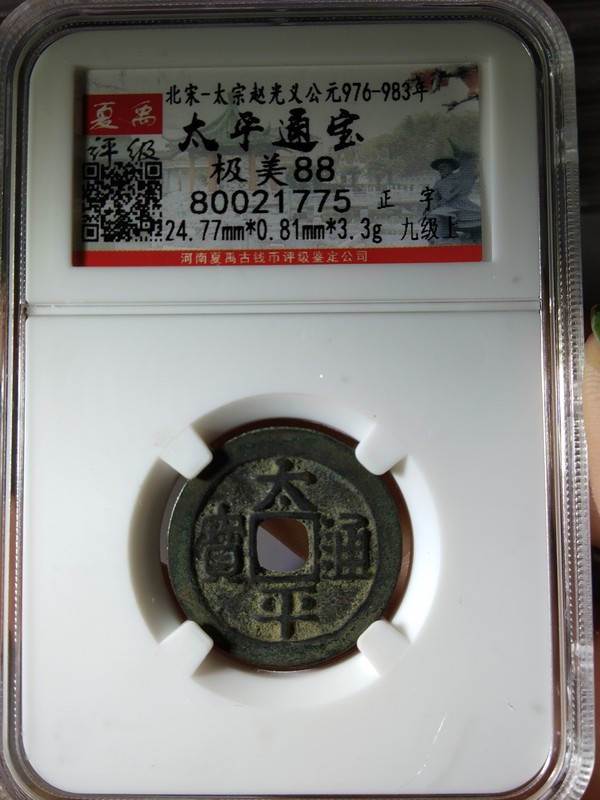 北宋-太宗赵光义公元976-983年
夏禹
评级
太平通宝
极美88
80021775 正字
24.77mm*0.81mm*3.3g 九级上
河南夏禹古钱币评级鉴定公司
太
寶 通
平